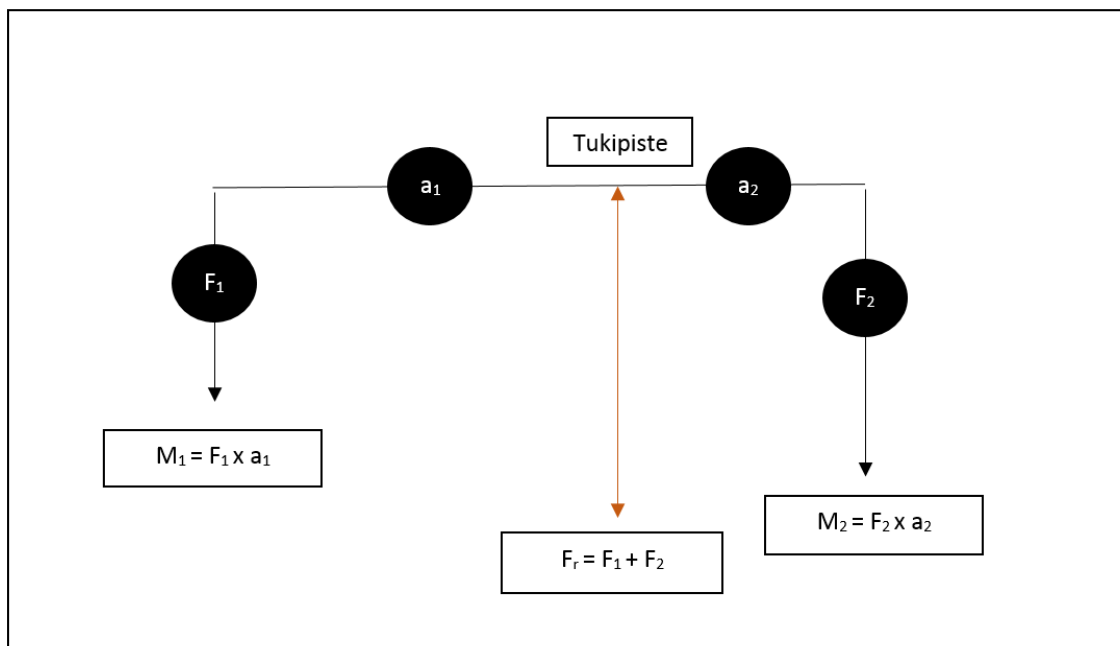 Tukipiste
a₁
a₂
F₁
F₂
M₁ = F₁ x a₁
M₂ = F₂ x a₂
Fᵣ = F₁ + F₂